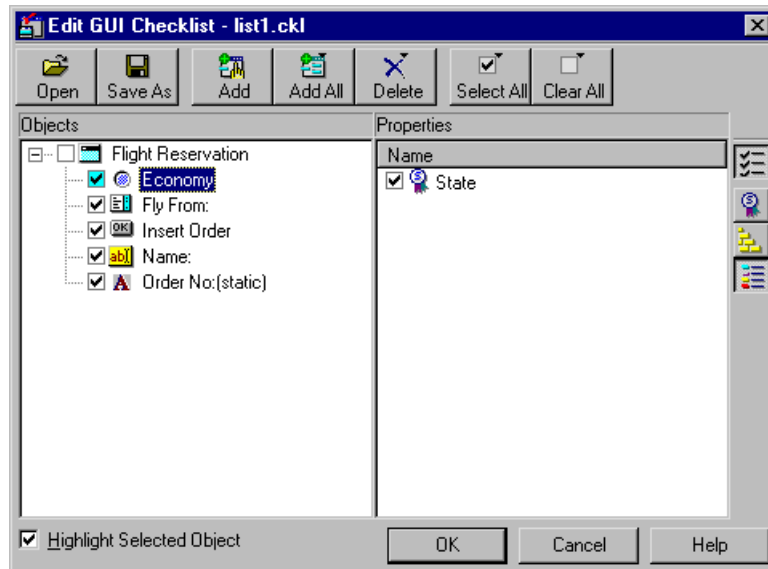 Edit GUI Checklist - list1.ckl
Open Save As Add Add All Delete Select All Clear All
Objects Properties
Flight Reservation
Economy
Fly From:
Insert Order
Name:
Order No:(static)
Name
State
Highlight Selected Object
OK Cancel Help